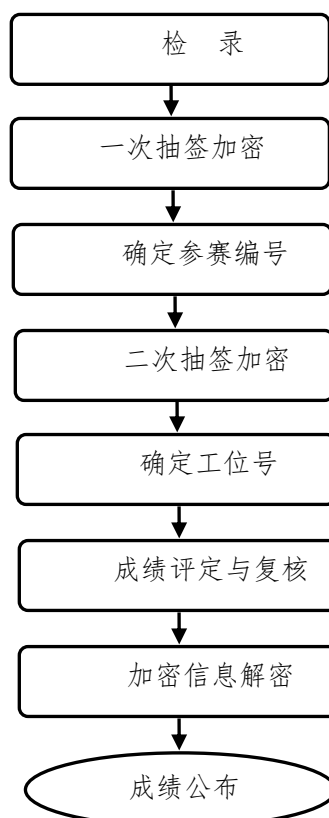 检 录
一次抽签加密
确定参赛编号
二次抽签加密
确定工位号
成绩评定与复核
加密信息解密
成绩公布